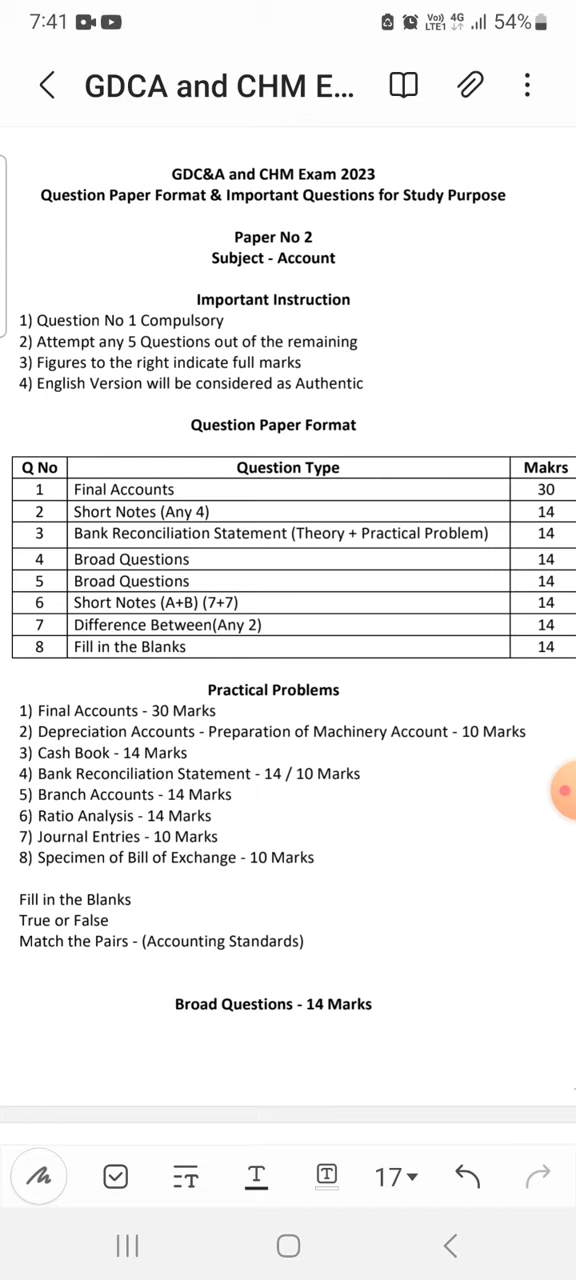 7:41 Vo)) LTE1 4G 54%
GDCA and CHM E...
GDC&A and CHM Exam 2023
Question Paper Format & Important Questions for Study Purpose
Paper No 2
Subject - Account
Important Instruction
1) Question No 1 Compulsory
2) Attempt any 5 Questions out of the remaining
3) Figures to the right indicate full marks
4) English Version will be considered as Authentic
Question Paper Format
Q No Question Type Makrs
1 Final Accounts 30
2 Short Notes (Any 4) 14
3 Bank Reconciliation Statement (Theory + Practical Problem) 14
4 Broad Questions 14
5 Broad Questions 14
6 Short Notes (A+B) (7+7) 14
7 Difference Between(Any 2) 14
8 Fill in the Blanks 14
Practical Problems
1) Final Accounts - 30 Marks
2) Depreciation Accounts - Preparation of Machinery Account - 10 Marks
3) Cash Book - 14 Marks
4) Bank Reconciliation Statement - 14 / 10 Marks
5) Branch Accounts - 14 Marks
6) Ratio Analysis - 14 Marks
7) Journal Entries - 10 Marks
8) Specimen of Bill of Exchange - 10 Marks
Fill in the Blanks
True or False
Match the Pairs - (Accounting Standards)
Broad Questions - 14 Marks
17